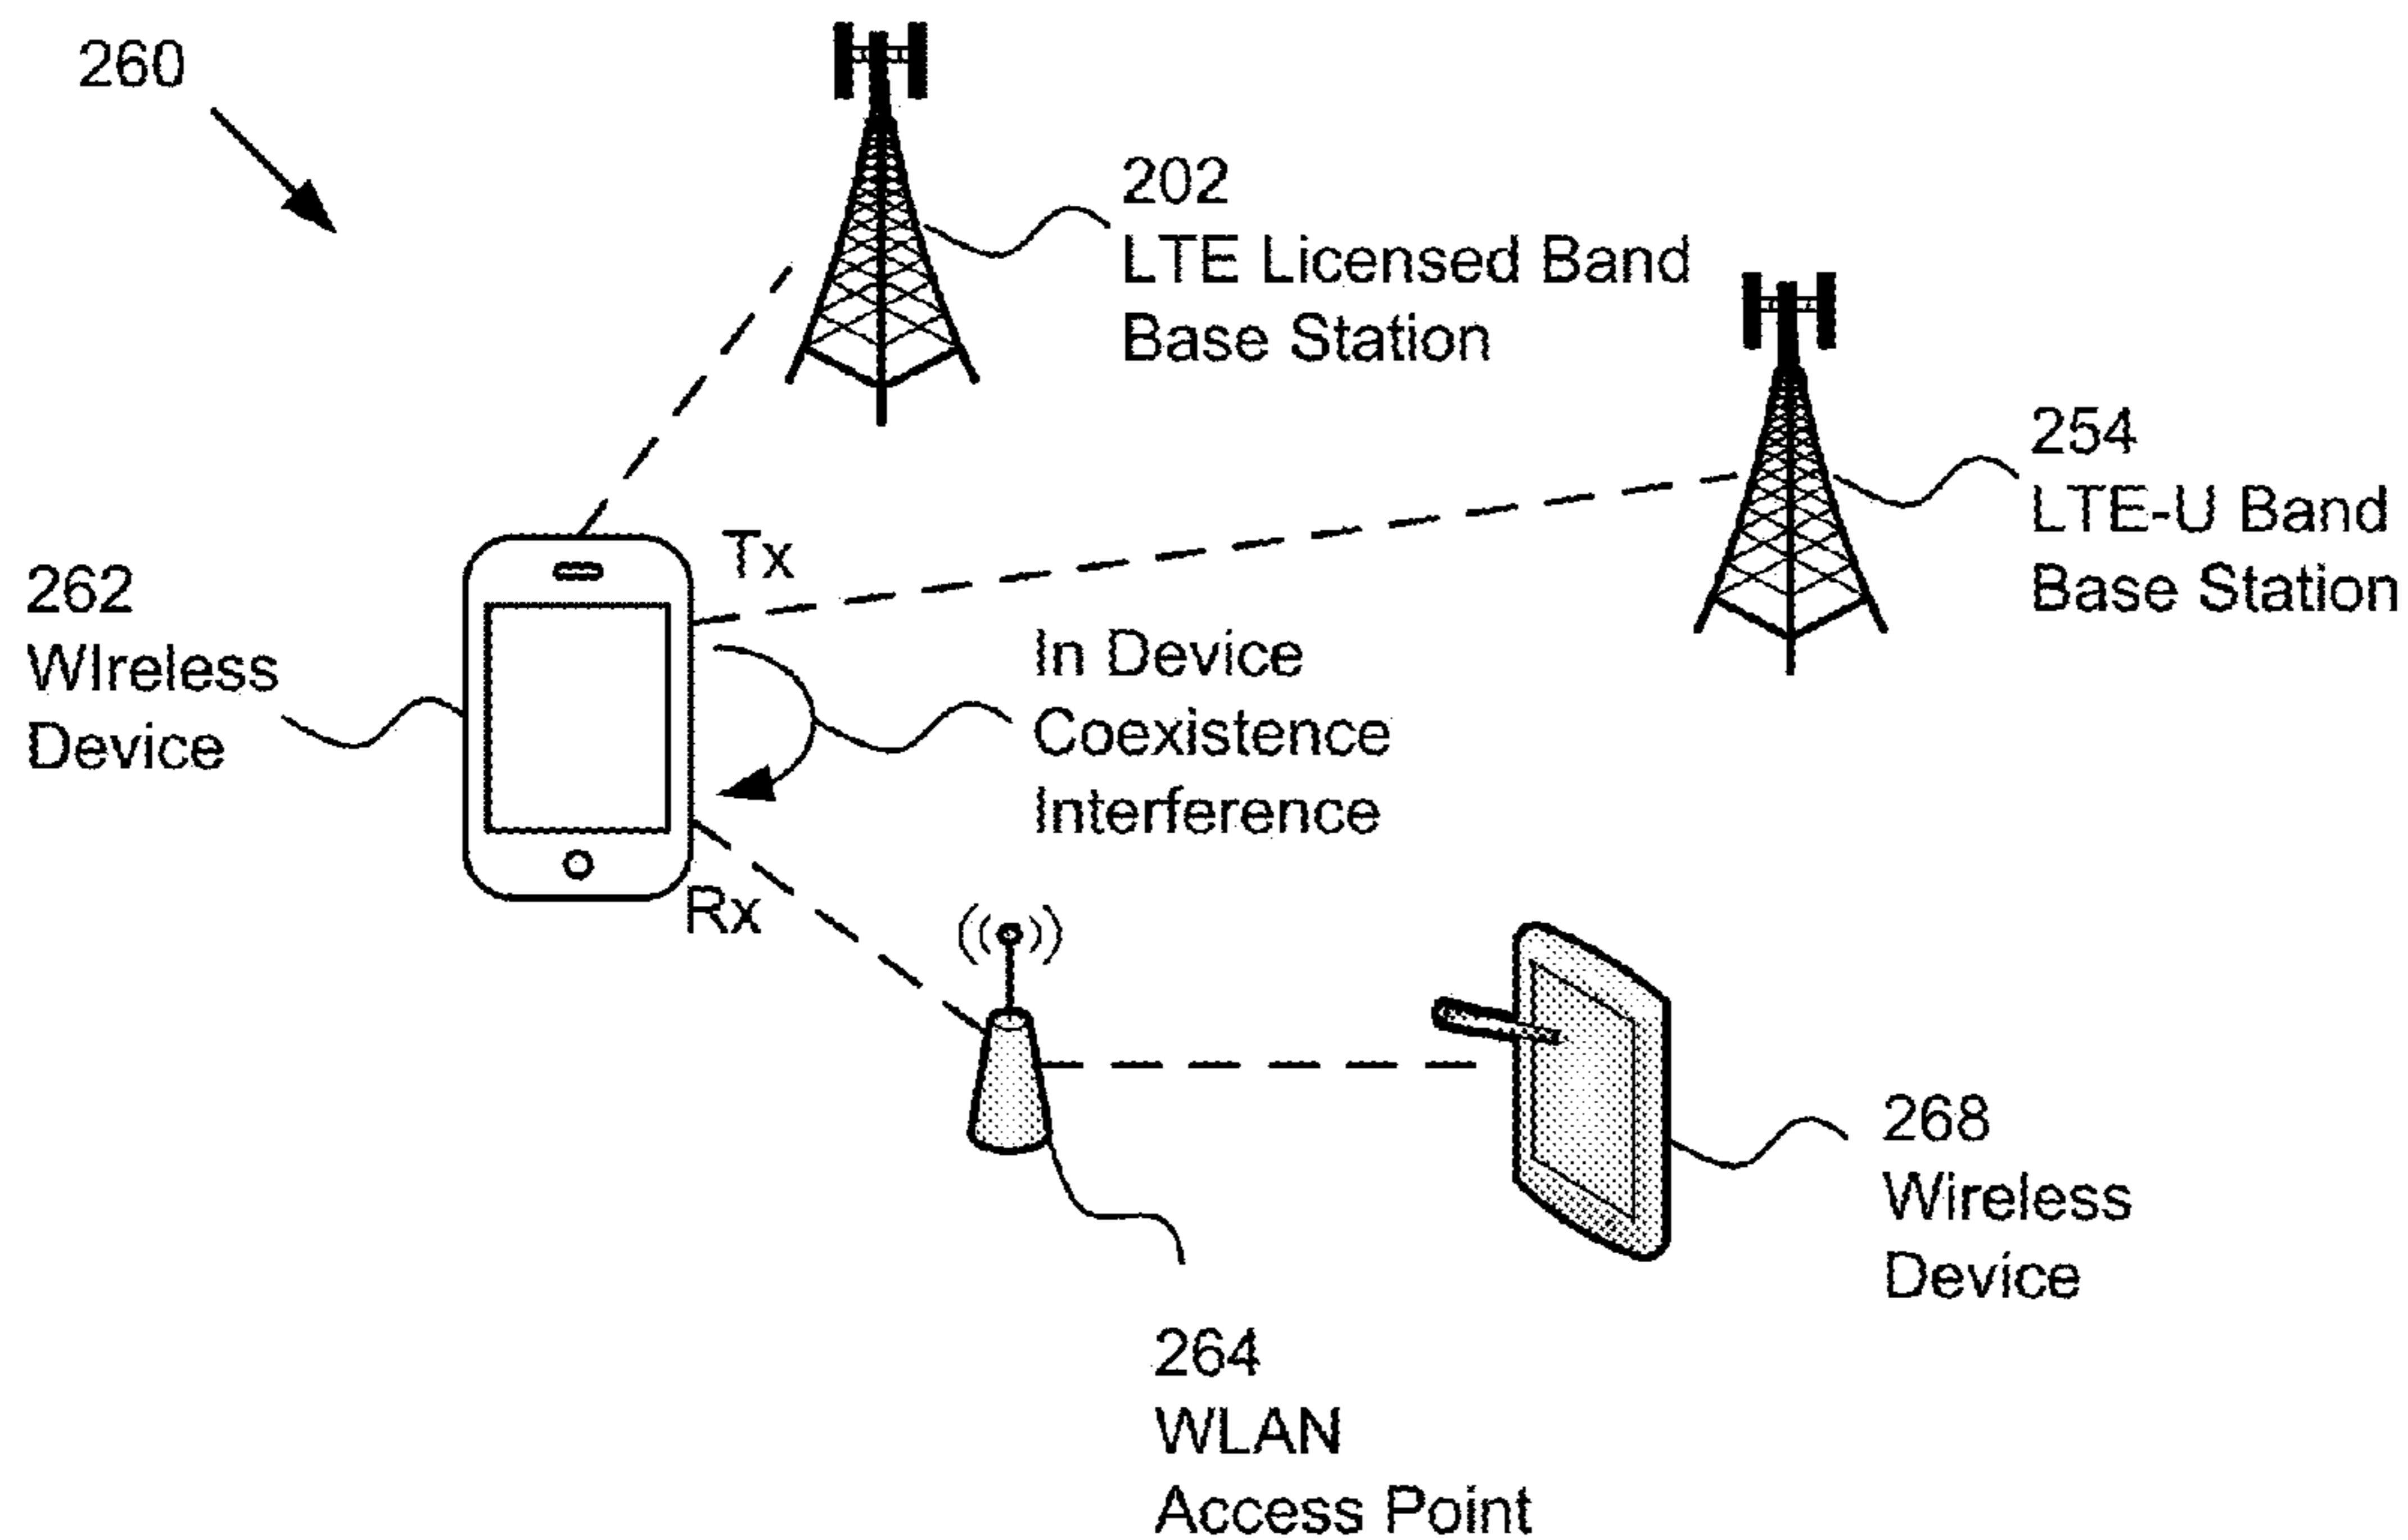 260
202
LTE Licensed Band
Base Station
254
LTE-U Band
Base Station
Tx
262
WIreless
Device
In Device
Coexistence
Interference
Rx
268
Wireless
Device
264
WLAN
Access Point